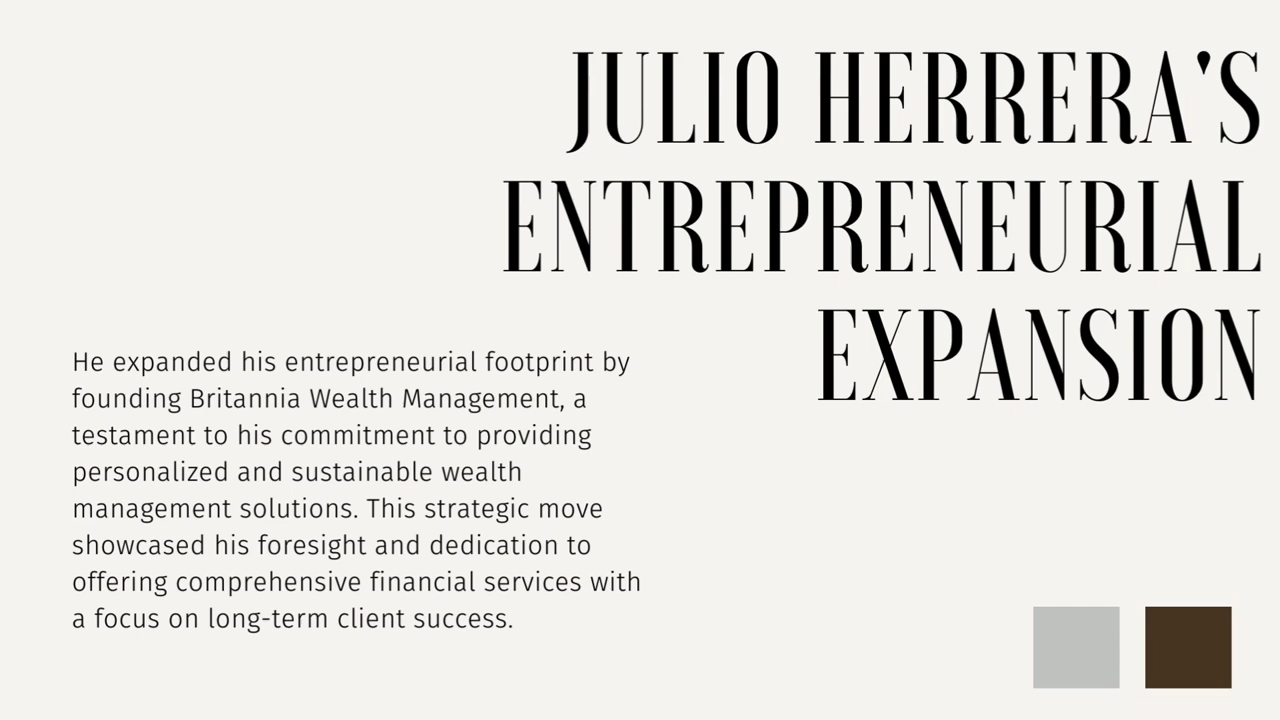 JULIO HERRERA'S
ENTREPRENEURIAL
EXPANSION
He expanded his entrepreneurial footprint by
founding Britannia Wealth Management, a
testament to his commitment to providing
personalized and sustainable wealth
management solutions. This strategic move
showcased his foresight and dedication to
offering comprehensive financial services with
a focus on long-term client success.